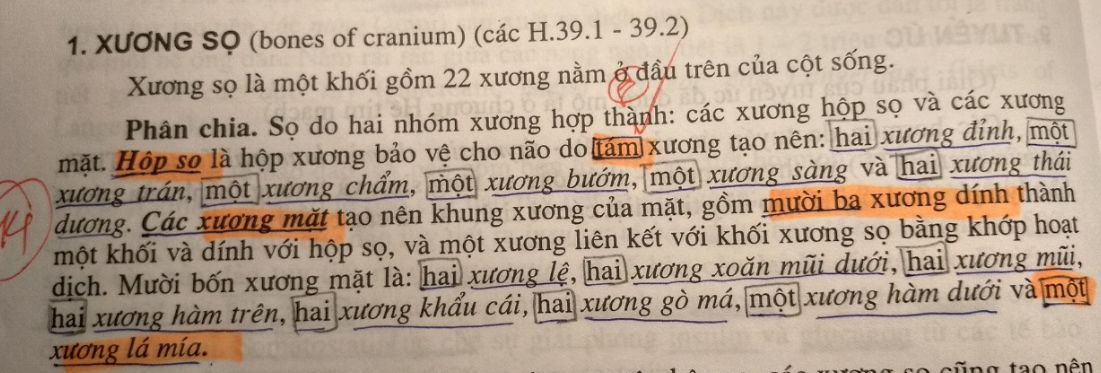 1. XƯƠNG SỌ (bones of cranium) (các H.39.1 - 39.2)
Xương sọ là một khối gồm 22 xương nằm ở đầu trên của cột sống.
Phân chia. Sọ do hai nhóm xương hợp thành: các xương hộp sọ và các xương
mặt. Hộp sọ là hộp xương bảo vệ cho não do tám xương tạo nên: hai xương đỉnh, một
xương trán, một xương chẩm, một xương bướm, một xương sàng và hai xương thái
dương. Các xương mặt tạo nên khung xương của mặt, gồm mười ba xương dính thành
một khối và dính với hộp sọ, và một xương liên kết với khối xương sọ bằng khớp hoạt
dịch. Mười bốn xương mặt là: hai xương lệ, hai xương xoăn mũi dưới, hai xương mũi,
hai xương hàm trên, hai xương khẩu cái, hai xương gò má, một xương hàm dưới và một
xương lá mía.
sọ cũng tạo nên